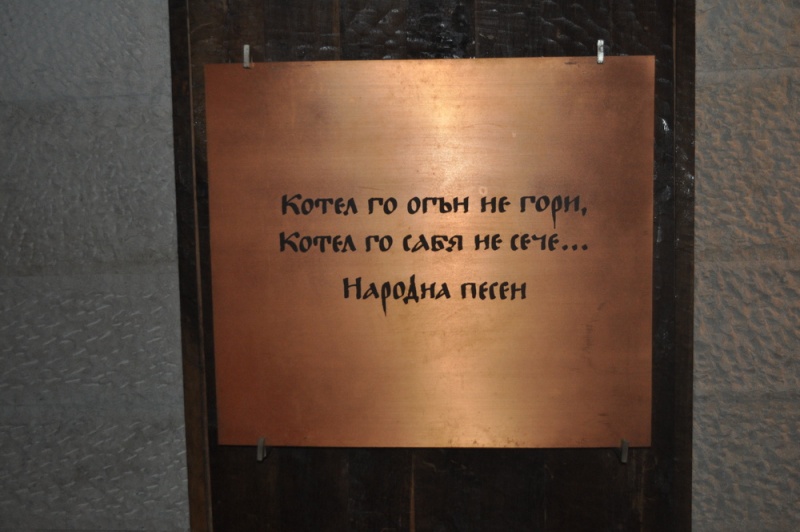 Котел го огън не гори,
Котел го сабя не сече...
Народна песен